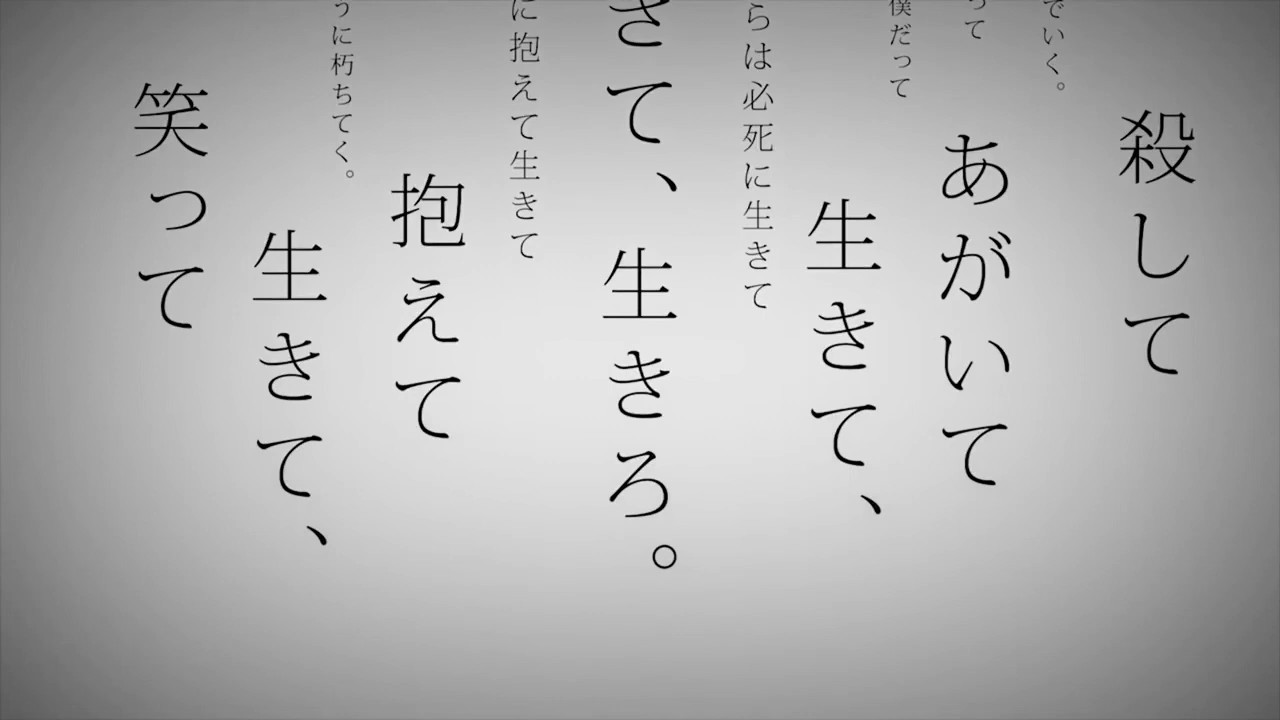 殺して
でいく。
って
あがいて
僕だって
生きて、
らは必死に生きて
きて、生きろ。
に抱えて生きて
抱えて
うに朽ちてく。
生きて、
笑って